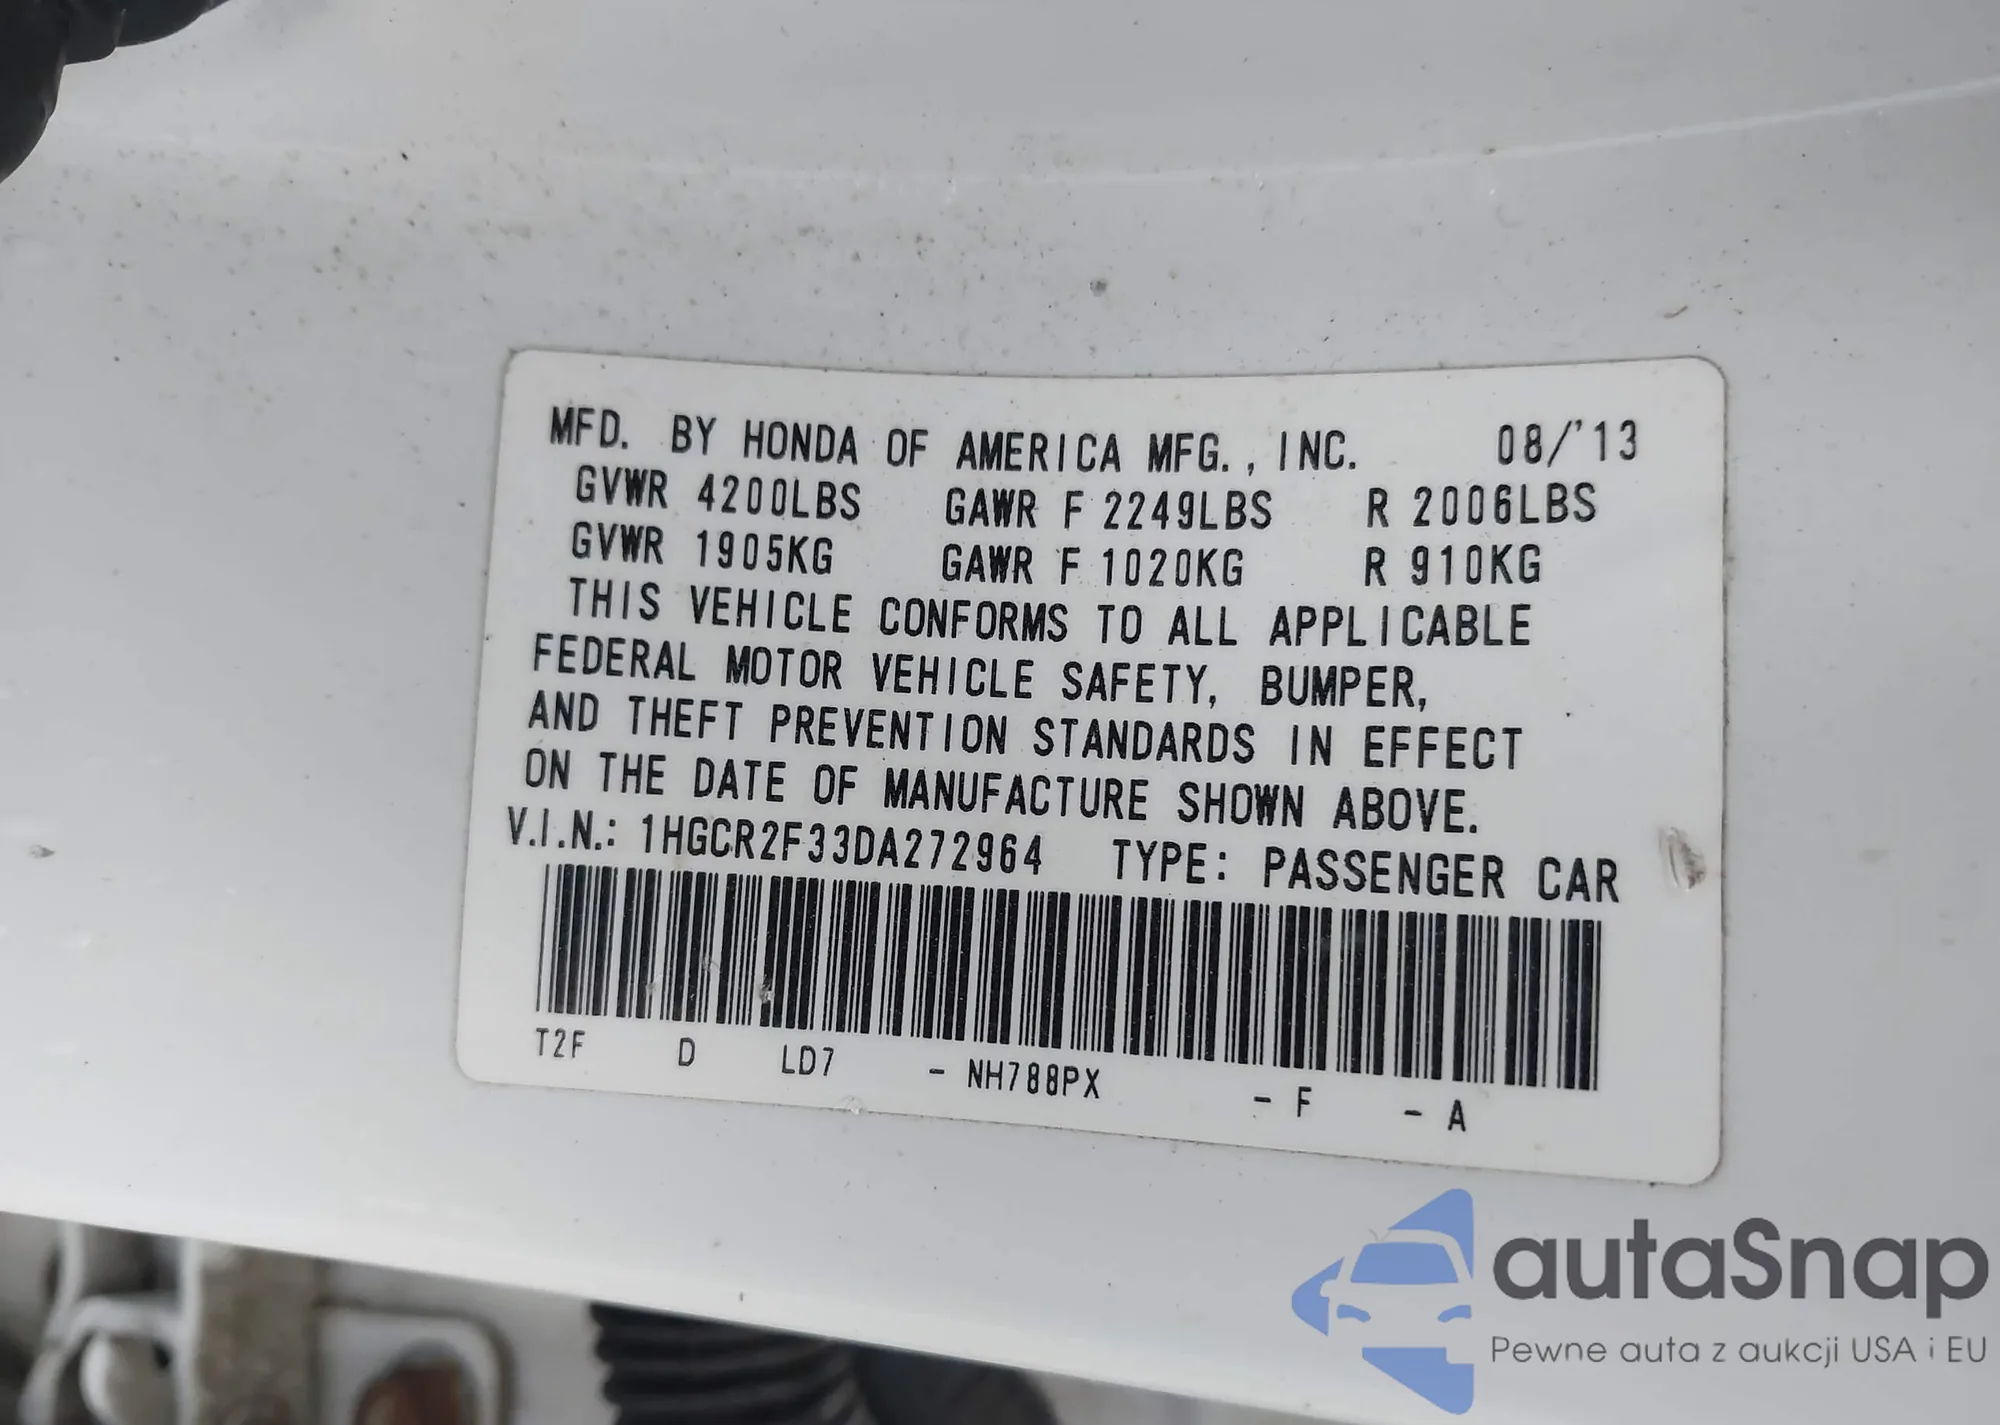 MFD. BY HONDA OF AMERICA MFG., INC. 08/'13
GVWR 4200LBS GAWR F 2249LBS R 2006LBS
GVWR 1905KG GAWR F 1020KG R 910KG
THIS VEHICLE CONFORMS TO ALL APPLICABLE
FEDERAL MOTOR VEHICLE SAFETY, BUMPER,
AND THEFT PREVENTION STANDARDS IN EFFECT
ON THE DATE OF MANUFACTURE SHOWN ABOVE.
V.I.N.: 1HGCR2F33DA272964 TYPE: PASSENGER CAR
T2F D LD7 - NH788PX - F - A
autaSnap
Pewne auta z aukcji USA i EU